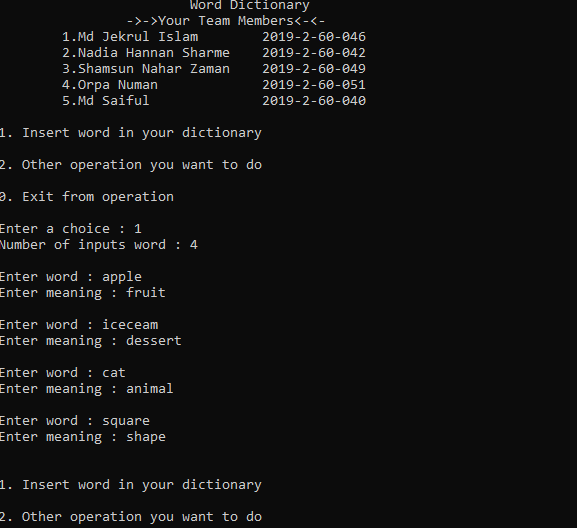 Word Dictionary
->->Your Team Members<-<-
1.Md Jekrul Islam 2019-2-60-046
2.Nadia Hannan Sharme 2019-2-60-042
3.Shamsun Nahar Zaman 2019-2-60-049
4.Orpa Numan 2019-2-60-051
5.Md Saiful 2019-2-60-040
1. Insert word in your dictionary
2. Other operation you want to do
0. Exit from operation
Enter a choice : 1
Number of inputs word : 4
Enter word : apple
Enter meaning : fruit
Enter word : iceceam
Enter meaning : dessert
Enter word : cat
Enter meaning : animal
Enter word : square
Enter meaning : shape
1. Insert word in your dictionary
2. Other operation you want to do